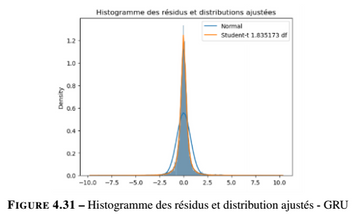 Histogramme des résidus et distributions ajustées
Normal
Student-t 1.835173 df
Density
1.2
1.0
0.8
0.6
0.4
0.2
0.0
−10.0 −7.5 −5.0 −2.5 0.0 2.5 5.0 7.5 10.0
FIGURE 4.31 – Histogramme des résidus et distribution ajustés - GRU